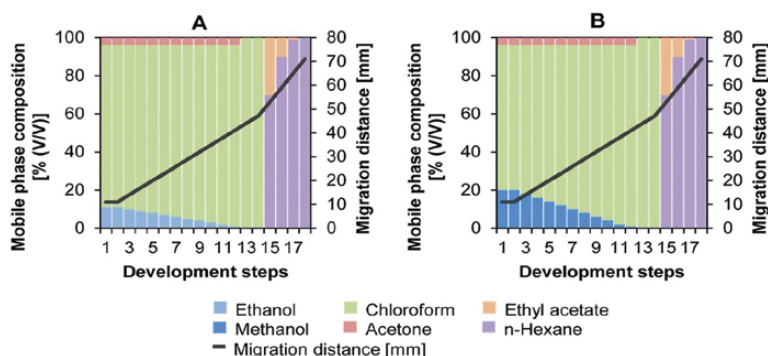 A
B
100
80
60
40
20
0
Mobile phase composition
[% (V/V)]
80
70
60
50
40
30
20
10
0
Migration distance [mm]
1 3 5 7 9 11 13 15 17
Development steps
100
80
60
40
20
0
Mobile phase composition
[% (V/V)]
80
70
60
50
40
30
20
10
0
Migration distance [mm]
1 3 5 7 9 11 13 15 17
Development steps
Ethanol Chloroform Ethyl acetate
Methanol Acetone n-Hexane
Migration distance [mm]